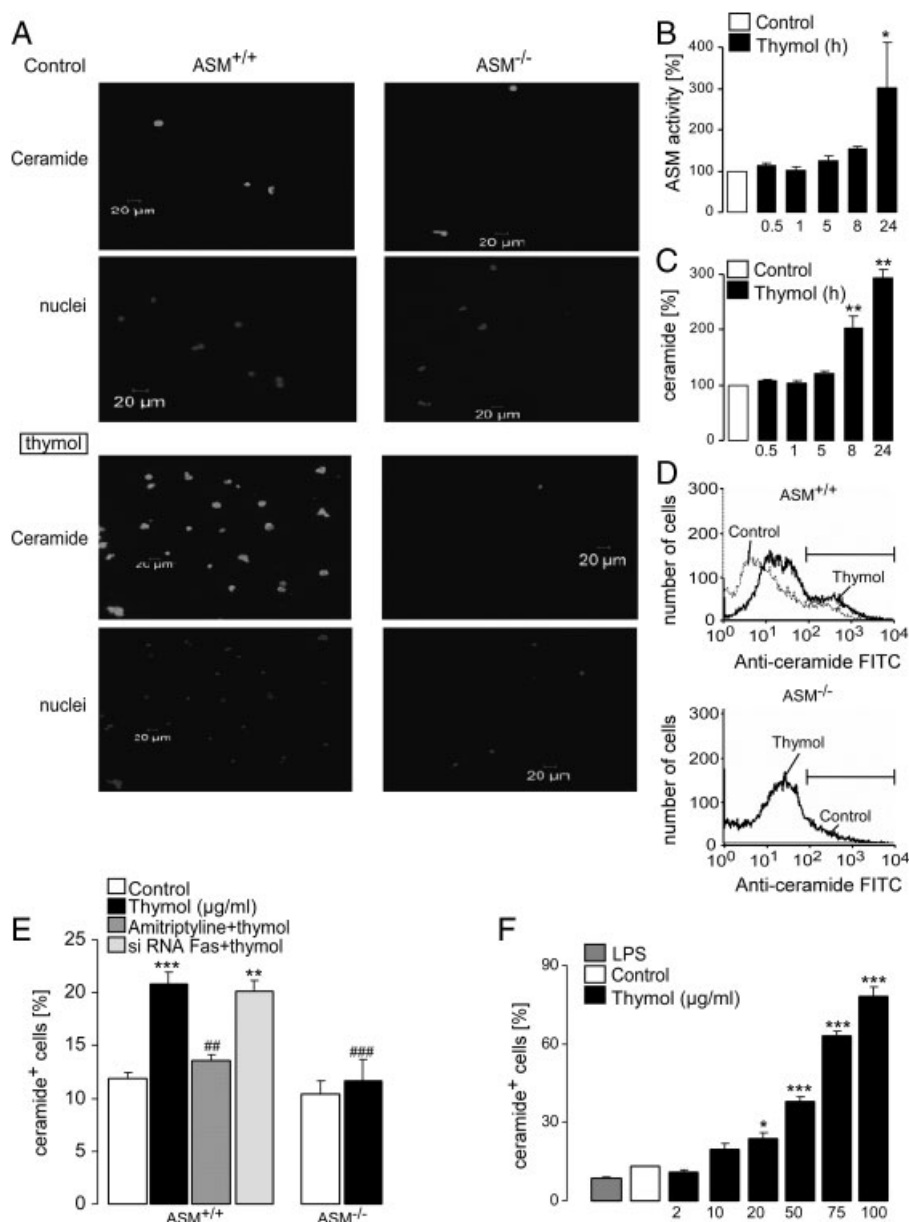 A
Control
ASM+/+
ASM-/-
Ceramide
20 µm
20 µm
nuclei
20 µm
20 µm
thymol
Ceramide
20 µm
20 µm
nuclei
20 µm
20 µm
B
Control
Thymol (h)
*
ASM activity [%]
400
300
200
100
0
0.5 1 5 8 24
C
Control
Thymol (h)
**
**
ceramide [%]
300
200
100
0
0.5 1 5 8 24
D
ASM+/+
300
200
100
0
number of cells
Control
Thymol
10⁰ 10¹ 10² 10³ 10⁴
Anti-ceramide FITC
ASM-/-
300
200
100
0
number of cells
Thymol
Control
10⁰ 10¹ 10² 10³ 10⁴
Anti-ceramide FITC
E
Control
Thymol (µg/ml)
Amitriptyline+thymol
si RNA Fas+thymol
ceramide+ cells [%]
25
20
15
10
5
0
***
##
**
###
ASM+/+
ASM-/-
F
LPS
Control
Thymol (µg/ml)
ceramide+ cells [%]
90
60
30
0
*
***
***
***
2 10 20 50 75 100